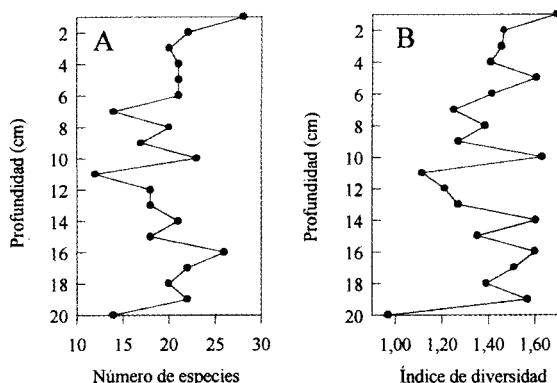 A
Profundidad (cm)
2
4
6
8
10
12
14
16
18
20
10 15 20 25 30
Número de especies
B
Profundidad (cm)
2
4
6
8
10
12
14
16
18
20
1,00 1,20 1,40 1,60
Índice de diversidad